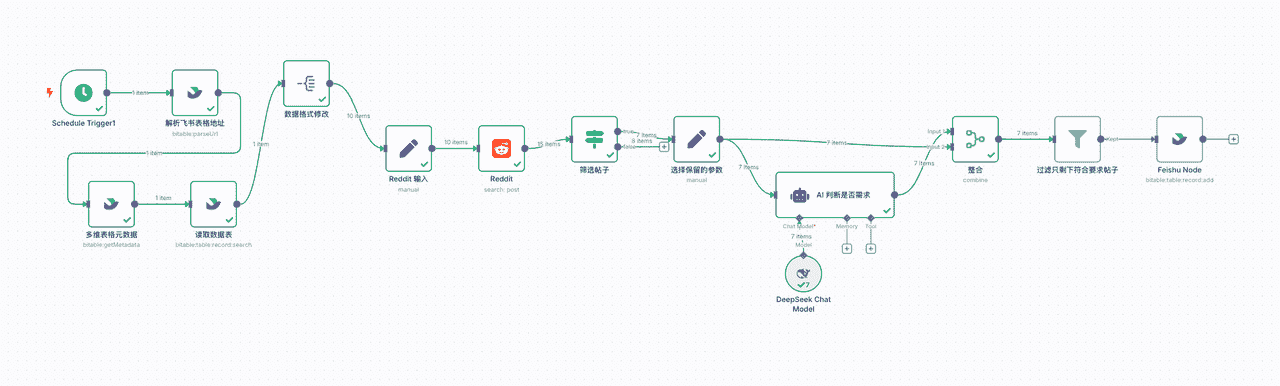 Schedule Trigger1
1 item
解析飞书表格地址
bitable:parseUrl
1 item
多维表格元数据
bitable:getMetadata
1 item
读取数据表
bitable:table:record:search
1 item
数据格式修改
10 items
Reddit 输入
manual
10 items
Reddit
search: post
15 items
筛选帖子
true
7 items
false
8 items
选择保留的参数
manual
7 items
7 items
AI 判断是否需求
Chat Model*
Memory
Tool
7 items
Model
7
DeepSeek Chat
Model
7 items
Input 1
Input 2
整合
combine
7 items
过滤只剩下符合要求帖子
Kept
Feishu Node
bitable:table:record:add